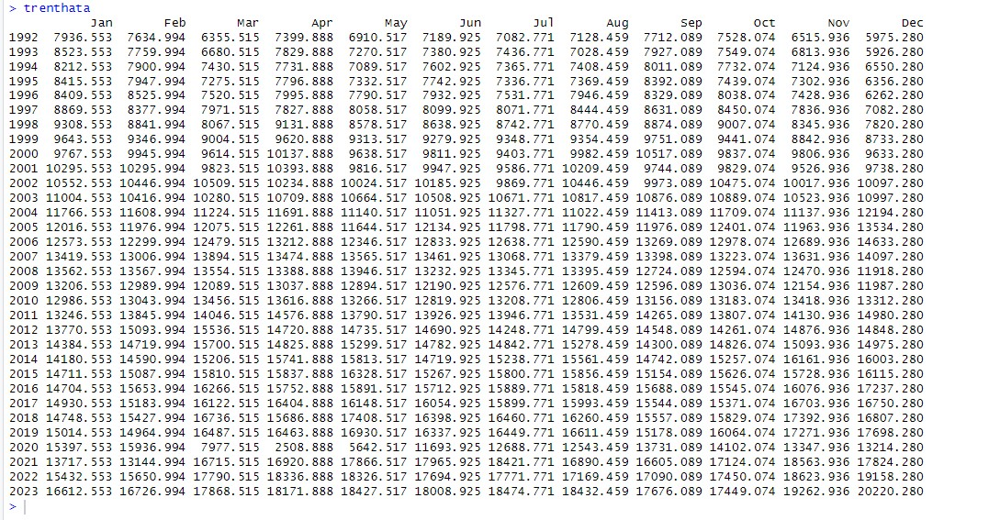 > trenthata
Jan Feb Mar Apr May Jun Jul Aug Sep Oct Nov Dec
1992 7936.553 7634.994 6355.515 7399.888 6910.517 7189.925 7082.771 7128.459 7712.089 7528.074 6515.936 5975.280
1993 8523.553 7759.994 6680.515 7829.888 7270.517 7380.925 7436.771 7028.459 7927.089 7549.074 6813.936 5926.280
1994 8212.553 7900.994 7430.515 7731.888 7089.517 7602.925 7365.771 7408.459 8011.089 7732.074 7124.936 6550.280
1995 8415.553 7947.994 7275.515 7796.888 7332.517 7742.925 7336.771 7369.459 8392.089 7439.074 7302.936 6356.280
1996 8409.553 8525.994 7520.515 7995.888 7790.517 7932.925 7531.771 7946.459 8329.089 8038.074 7428.936 6262.280
1997 8869.553 8377.994 7971.515 7827.888 8058.517 8099.925 8071.771 8444.459 8631.089 8450.074 7836.936 7082.280
1998 9308.553 8841.994 8067.515 9131.888 8578.517 8638.925 8742.771 8770.459 8874.089 9007.074 8345.936 7820.280
1999 9643.553 9346.994 9004.515 9620.888 9313.517 9279.925 9348.771 9354.459 9751.089 9441.074 8842.936 8733.280
2000 9767.553 9945.994 9614.515 10137.888 9638.517 9811.925 9403.771 9982.459 10517.089 9837.074 9806.936 9633.280
2001 10295.553 10295.994 9823.515 10393.888 9816.517 9947.925 9586.771 10209.459 9744.089 9829.074 9526.936 9738.280
2002 10552.553 10446.994 10509.515 10234.888 10024.517 10185.925 9869.771 10446.459 9973.089 10475.074 10017.936 10097.280
2003 11004.553 10416.994 10280.515 10709.888 10664.517 10508.925 10671.771 10817.459 10876.089 10889.074 10523.936 10997.280
2004 11766.553 11608.994 11224.515 11691.888 11140.517 11051.925 11327.771 11022.459 11413.089 11709.074 11137.936 12194.280
2005 12016.553 11976.994 12075.515 12261.888 11644.517 12134.925 11798.771 11790.459 11976.089 12401.074 11963.936 13534.280
2006 12573.553 12299.994 12479.515 13212.888 12346.517 12833.925 12638.771 12590.459 13269.089 12978.074 12689.936 14633.280
2007 13419.553 13006.994 13894.515 13474.888 13565.517 13461.925 13068.771 13379.459 13398.089 13223.074 13631.936 14097.280
2008 13562.553 13567.994 13554.515 13388.888 13946.517 13232.925 13345.771 13395.459 12724.089 12594.074 12470.936 11918.280
2009 13206.553 12989.994 12089.515 13037.888 12894.517 12190.925 12576.771 12609.459 12596.089 13036.074 12154.936 11987.280
2010 12986.553 13043.994 13456.515 13616.888 13266.517 12819.925 13208.771 12806.459 13156.089 13183.074 13418.936 13312.280
2011 13246.553 13845.994 14046.515 14576.888 13790.517 13926.925 13946.771 13531.459 14265.089 13807.074 14130.936 14980.280
2012 13770.553 15093.994 15536.515 14720.888 14735.517 14690.925 14248.771 14799.459 14548.089 14261.074 14876.936 14848.280
2013 14384.553 14719.994 15700.515 14825.888 15299.517 14782.925 14842.771 15278.459 14300.089 14826.074 15093.936 14975.280
2014 14180.553 14590.994 15206.515 15741.888 15813.517 14719.925 15238.771 15561.459 14742.089 15257.074 16161.936 16003.280
2015 14711.553 15087.994 15810.515 15837.888 16328.517 15267.925 15800.771 15856.459 15154.089 15626.074 15728.936 16115.280
2016 14704.553 15653.994 16266.515 15752.888 15891.517 15712.925 15889.771 15818.459 15688.089 15545.074 16076.936 17237.280
2017 14930.553 15183.994 16122.515 16404.888 16148.517 16054.925 15899.771 15993.459 15544.089 15371.074 16703.936 16750.280
2018 14748.553 15427.994 16736.515 15686.888 17408.517 16398.925 16460.771 16260.459 15557.089 15829.074 17392.936 16807.280
2019 15014.553 14964.994 16487.515 16463.888 16930.517 16337.925 16449.771 16611.459 15178.089 16064.074 17271.936 17698.280
2020 15397.553 15936.994 7977.515 2508.888 5642.517 11693.925 12688.771 12543.459 13731.089 14102.074 13347.936 13214.280
2021 13717.553 13144.994 16715.515 16920.888 17866.517 17965.925 18421.771 16890.459 16605.089 17124.074 18563.936 17824.280
2022 15432.553 15650.994 17790.515 18336.888 18326.517 17694.925 17771.771 17169.459 17090.089 17450.074 18623.936 19158.280
2023 16612.553 16726.994 17868.515 18171.888 18427.517 18008.925 18474.771 18432.459 17676.089 17449.074 19262.936 20220.280
>